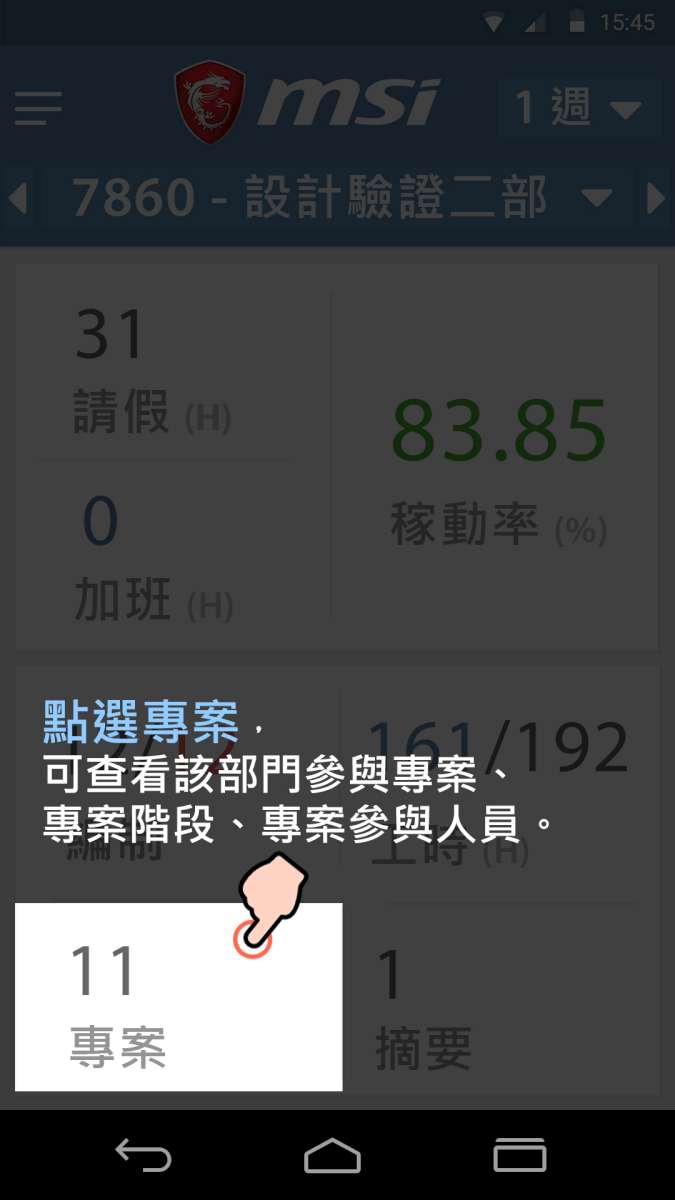 15:45
msi
1 週
7860 - 設計驗證二部
31
請假 (H)
83.85
稼動率 (%)
0
加班 (H)
點選專案，
可查看該部門參與專案、
專案階段、專案參與人員。
12/12
161/192
編制
工時 (H)
11
專案
1
摘要